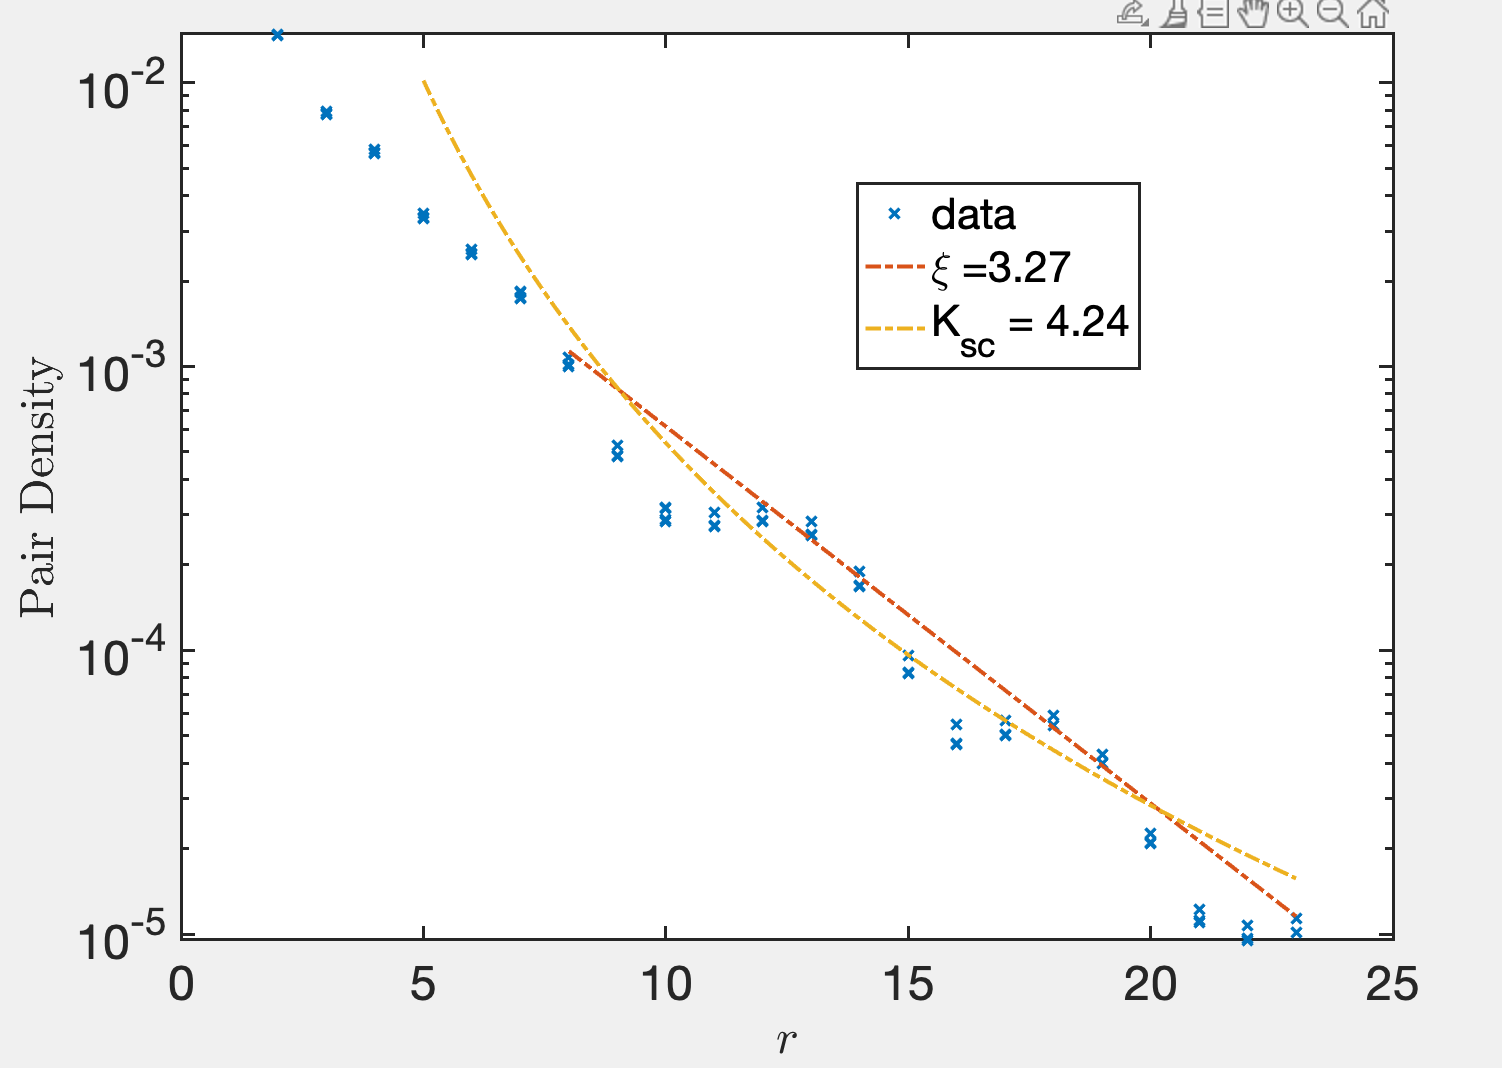 10-2
10-3
10-4
10-5
Pair Density
data
ξ =3.27
Ksc = 4.24
0 5 10 15 20 25
r